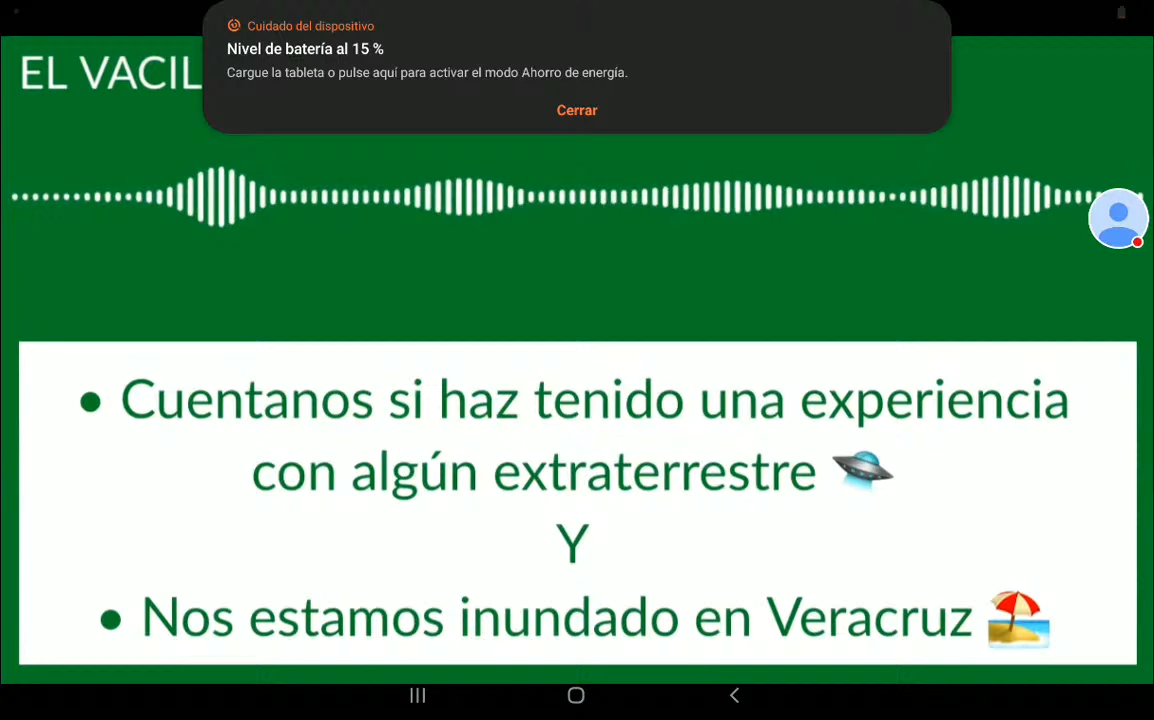 Cuidado del dispositivo
Nivel de batería al 15 %
Cargue la tableta o pulse aquí para activar el modo Ahorro de energía.
Cerrar
EL VACIL
• Cuentanos si haz tenido una experiencia
con algún extraterrestre 🛸
Y
• Nos estamos inundado en Veracruz 🏖️